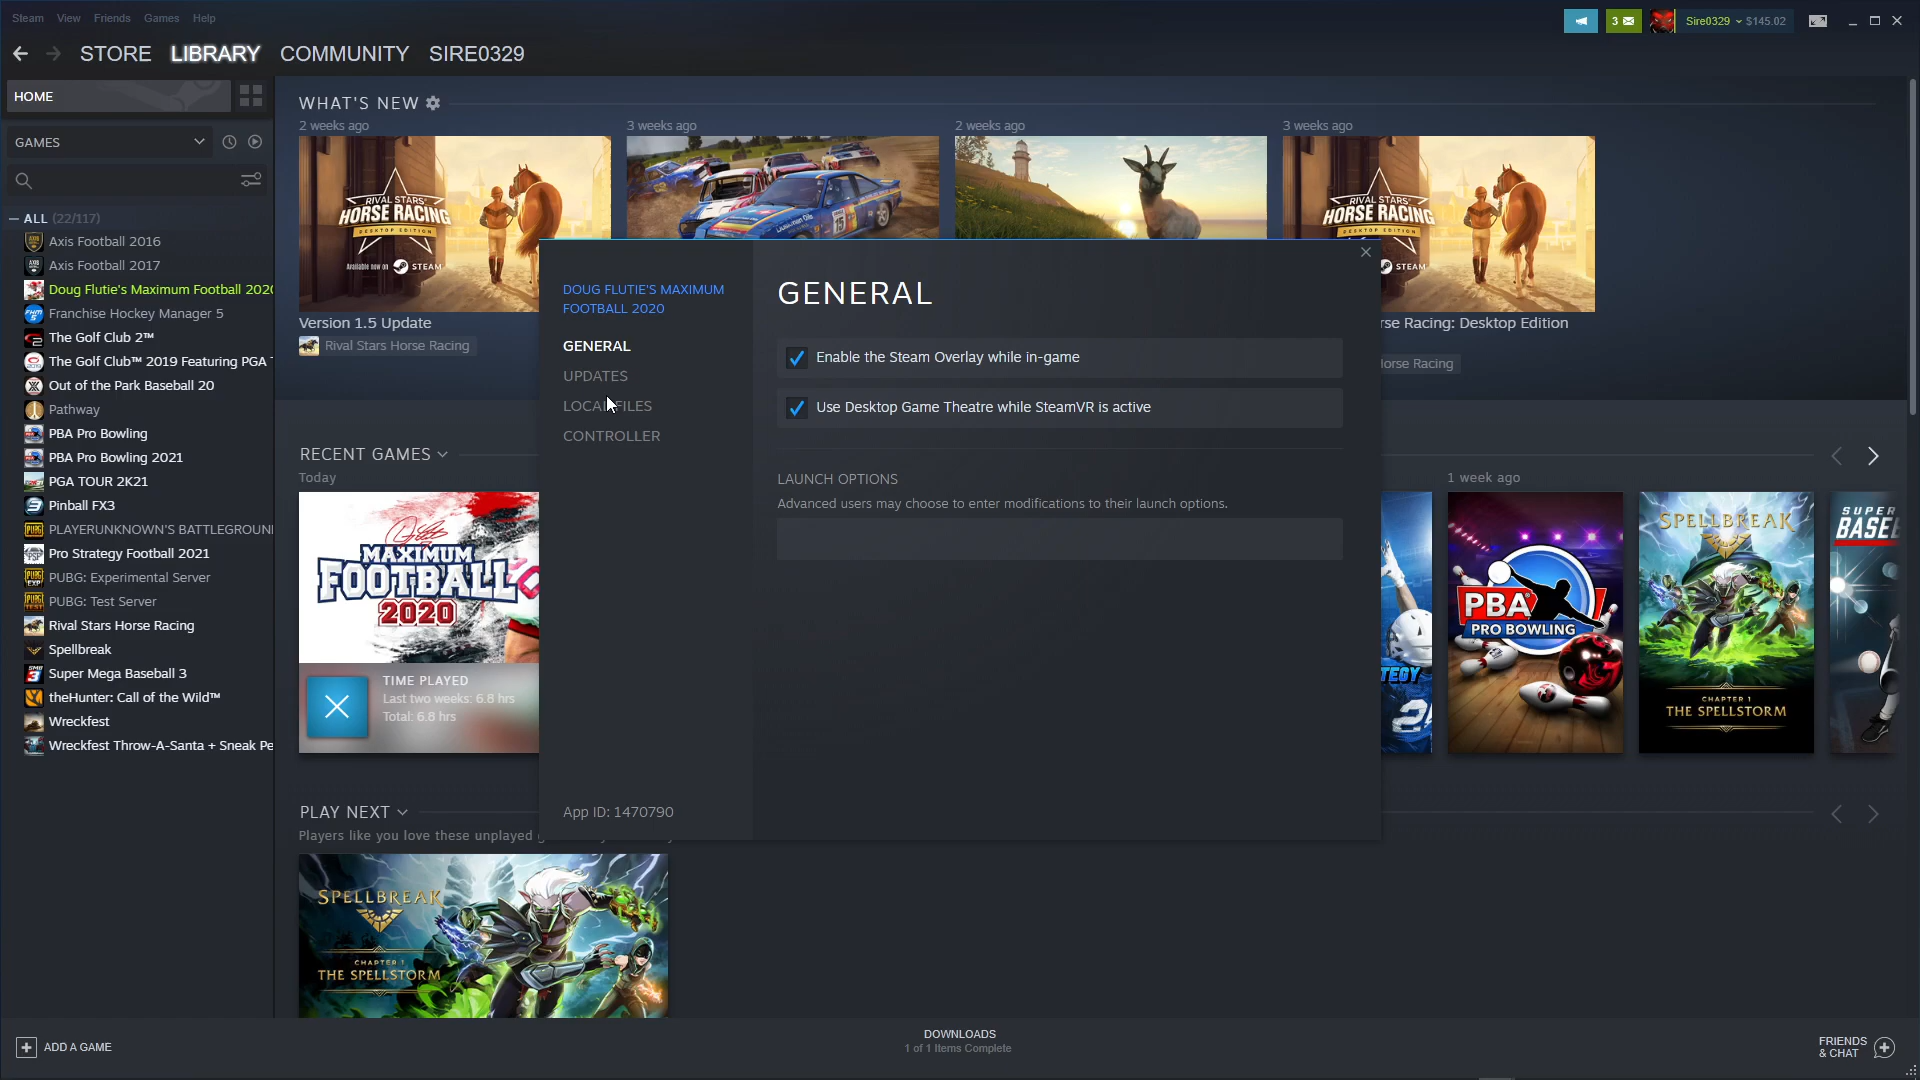 Steam View Friends Games Help
3
Sire0329 $145.02
STORE LIBRARY COMMUNITY SIRE0329
HOME
GAMES
ALL (22/117)
Axis Football 2016
Axis Football 2017
Doug Flutie's Maximum Football 202
Franchise Hockey Manager 5
The Golf Club 2™
The Golf Club™ 2019 Featuring PGA
Out of the Park Baseball 20
Pathway
PBA Pro Bowling
PBA Pro Bowling 2021
PGA TOUR 2K21
Pinball FX3
PLAYERUNKNOWN'S BATTLEGROUN
Pro Strategy Football 2021
PUBG: Experimental Server
PUBG: Test Server
Rival Stars Horse Racing
Spellbreak
Super Mega Baseball 3
theHunter: Call of the Wild™
Wreckfest
Wreckfest Throw-A-Santa + Sneak Pe
WHAT'S NEW
2 weeks ago
3 weeks ago
2 weeks ago
3 weeks ago
RIVAL STARS
HORSE RACING
DESKTOP EDITION
Available now on STEAM
RIVAL STARS
HORSE RACING
DESKTOP EDITION
STEAM
Version 1.5 Update
Rival Stars Horse Racing
rse Racing: Desktop Edition
orse Racing
DOUG FLUTIE'S MAXIMUM
FOOTBALL 2020
GENERAL
UPDATES
LOCAL FILES
CONTROLLER
App ID: 1470790
GENERAL
Enable the Steam Overlay while in-game
Use Desktop Game Theatre while SteamVR is active
LAUNCH OPTIONS
Advanced users may choose to enter modifications to their launch options.
RECENT GAMES
Today
1 week ago
MAXIMUM
FOOTBALL
2020
TIME PLAYED
Last two weeks: 6.8 hrs
Total: 6.8 hrs
TEGY
PBA
PRO BOWLING
SPELLBREAK
CHAPTER 1
THE SPELLSTORM
SUPER
BASEB
PLAY NEXT
Players like you love these unplayed
SPELLBREAK
CHAPTER 1
THE SPELLSTORM
ADD A GAME
DOWNLOADS
1 of 1 Items Complete
FRIENDS
& CHAT